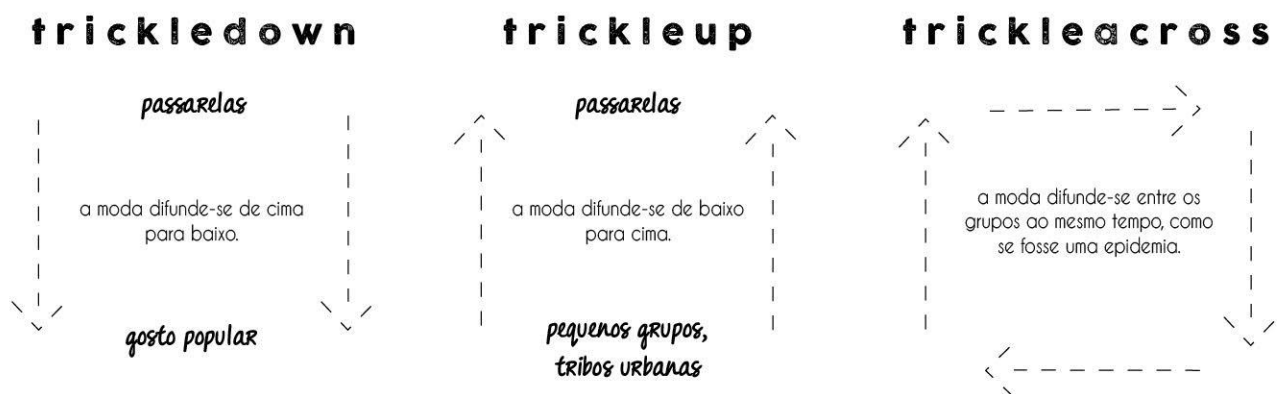 trickledown
passarelas
a moda difunde-se de cima
para baixo.
gosto popular
trickleup
passarelas
a moda difunde-se de baixo
para cima.
pequenos grupos,
tribos urbanas
trickleacross
a moda difunde-se entre os
grupos ao mesmo tempo, como
se fosse uma epidemia.